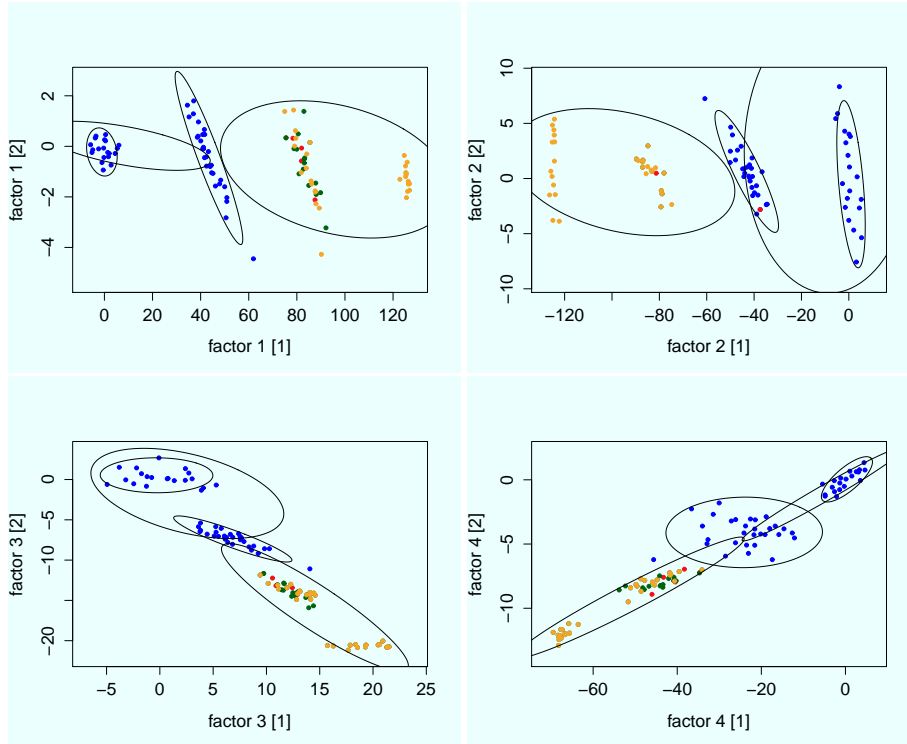 2
0
−2
−4
0 20 40 60 80 100 120
factor 1 [1]
factor 1 [2]
10
5
0
−5
−10
−120 −80 −60 −40 −20 0
factor 2 [1]
factor 2 [2]
0
−5
−10
−20
−5 0 5 10 15 20 25
factor 3 [1]
factor 3 [2]
0
−5
−10
−60 −40 −20 0
factor 4 [1]
factor 4 [2]